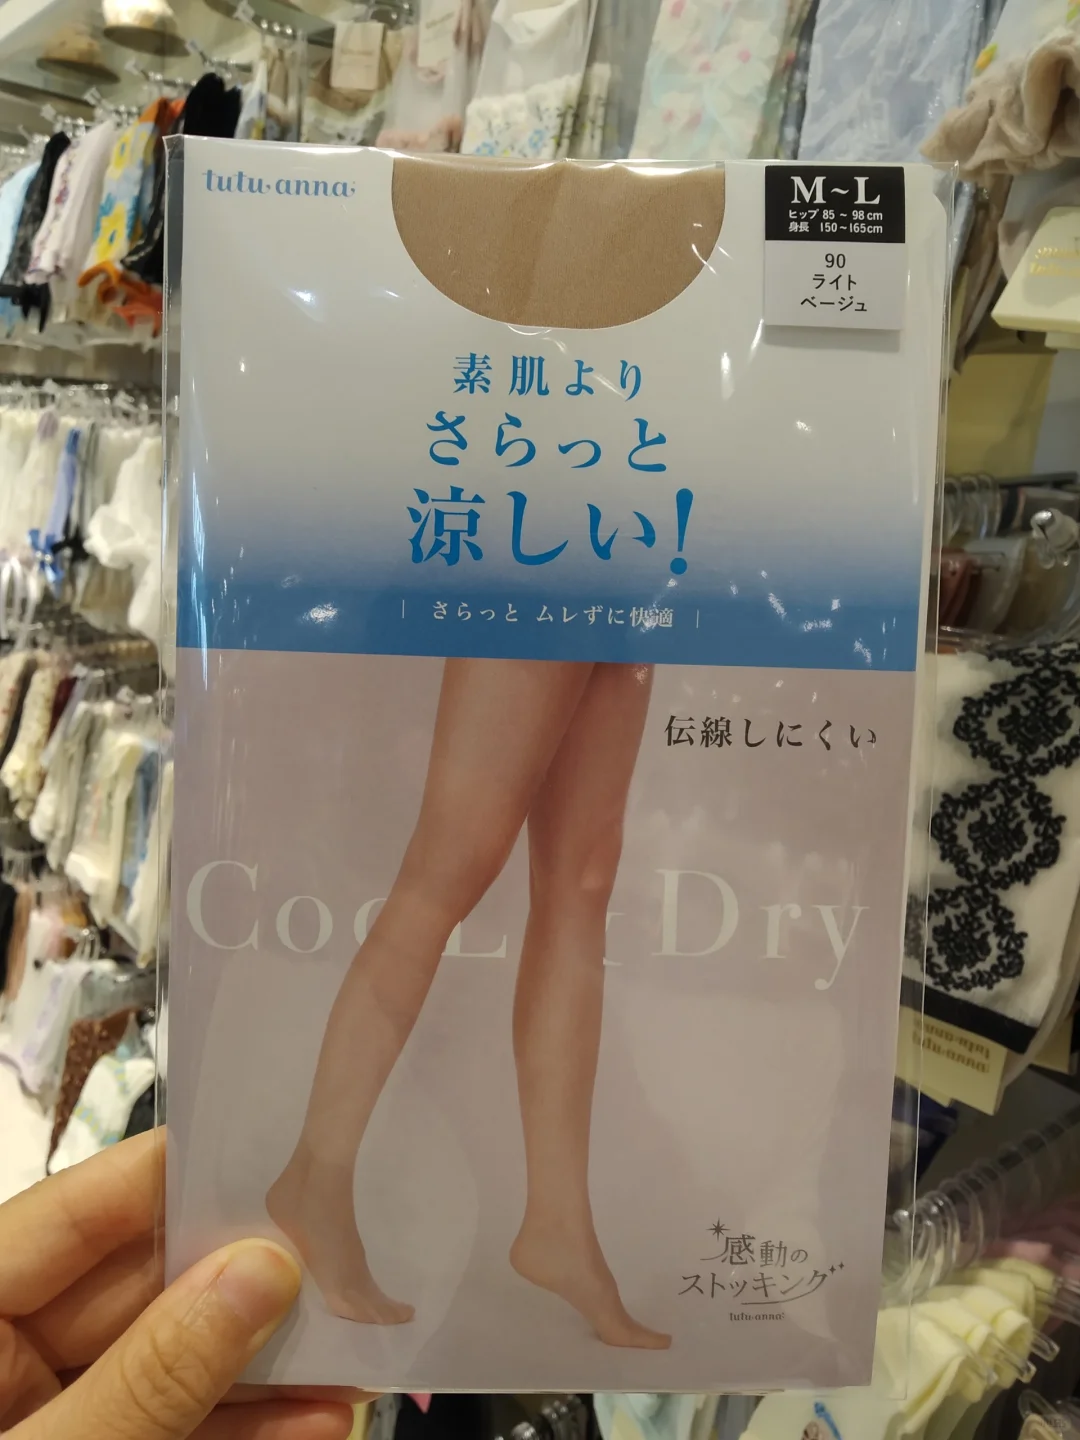 tutu anna
M~L
ヒップ 85 ~ 98cm
身長 150~165cm
90
ライト
ベージュ
素肌より
さらっと
涼しい!
さらっと ムレずに快適
伝線しにくい
Dry
感動の
ストッキング
tutu anna